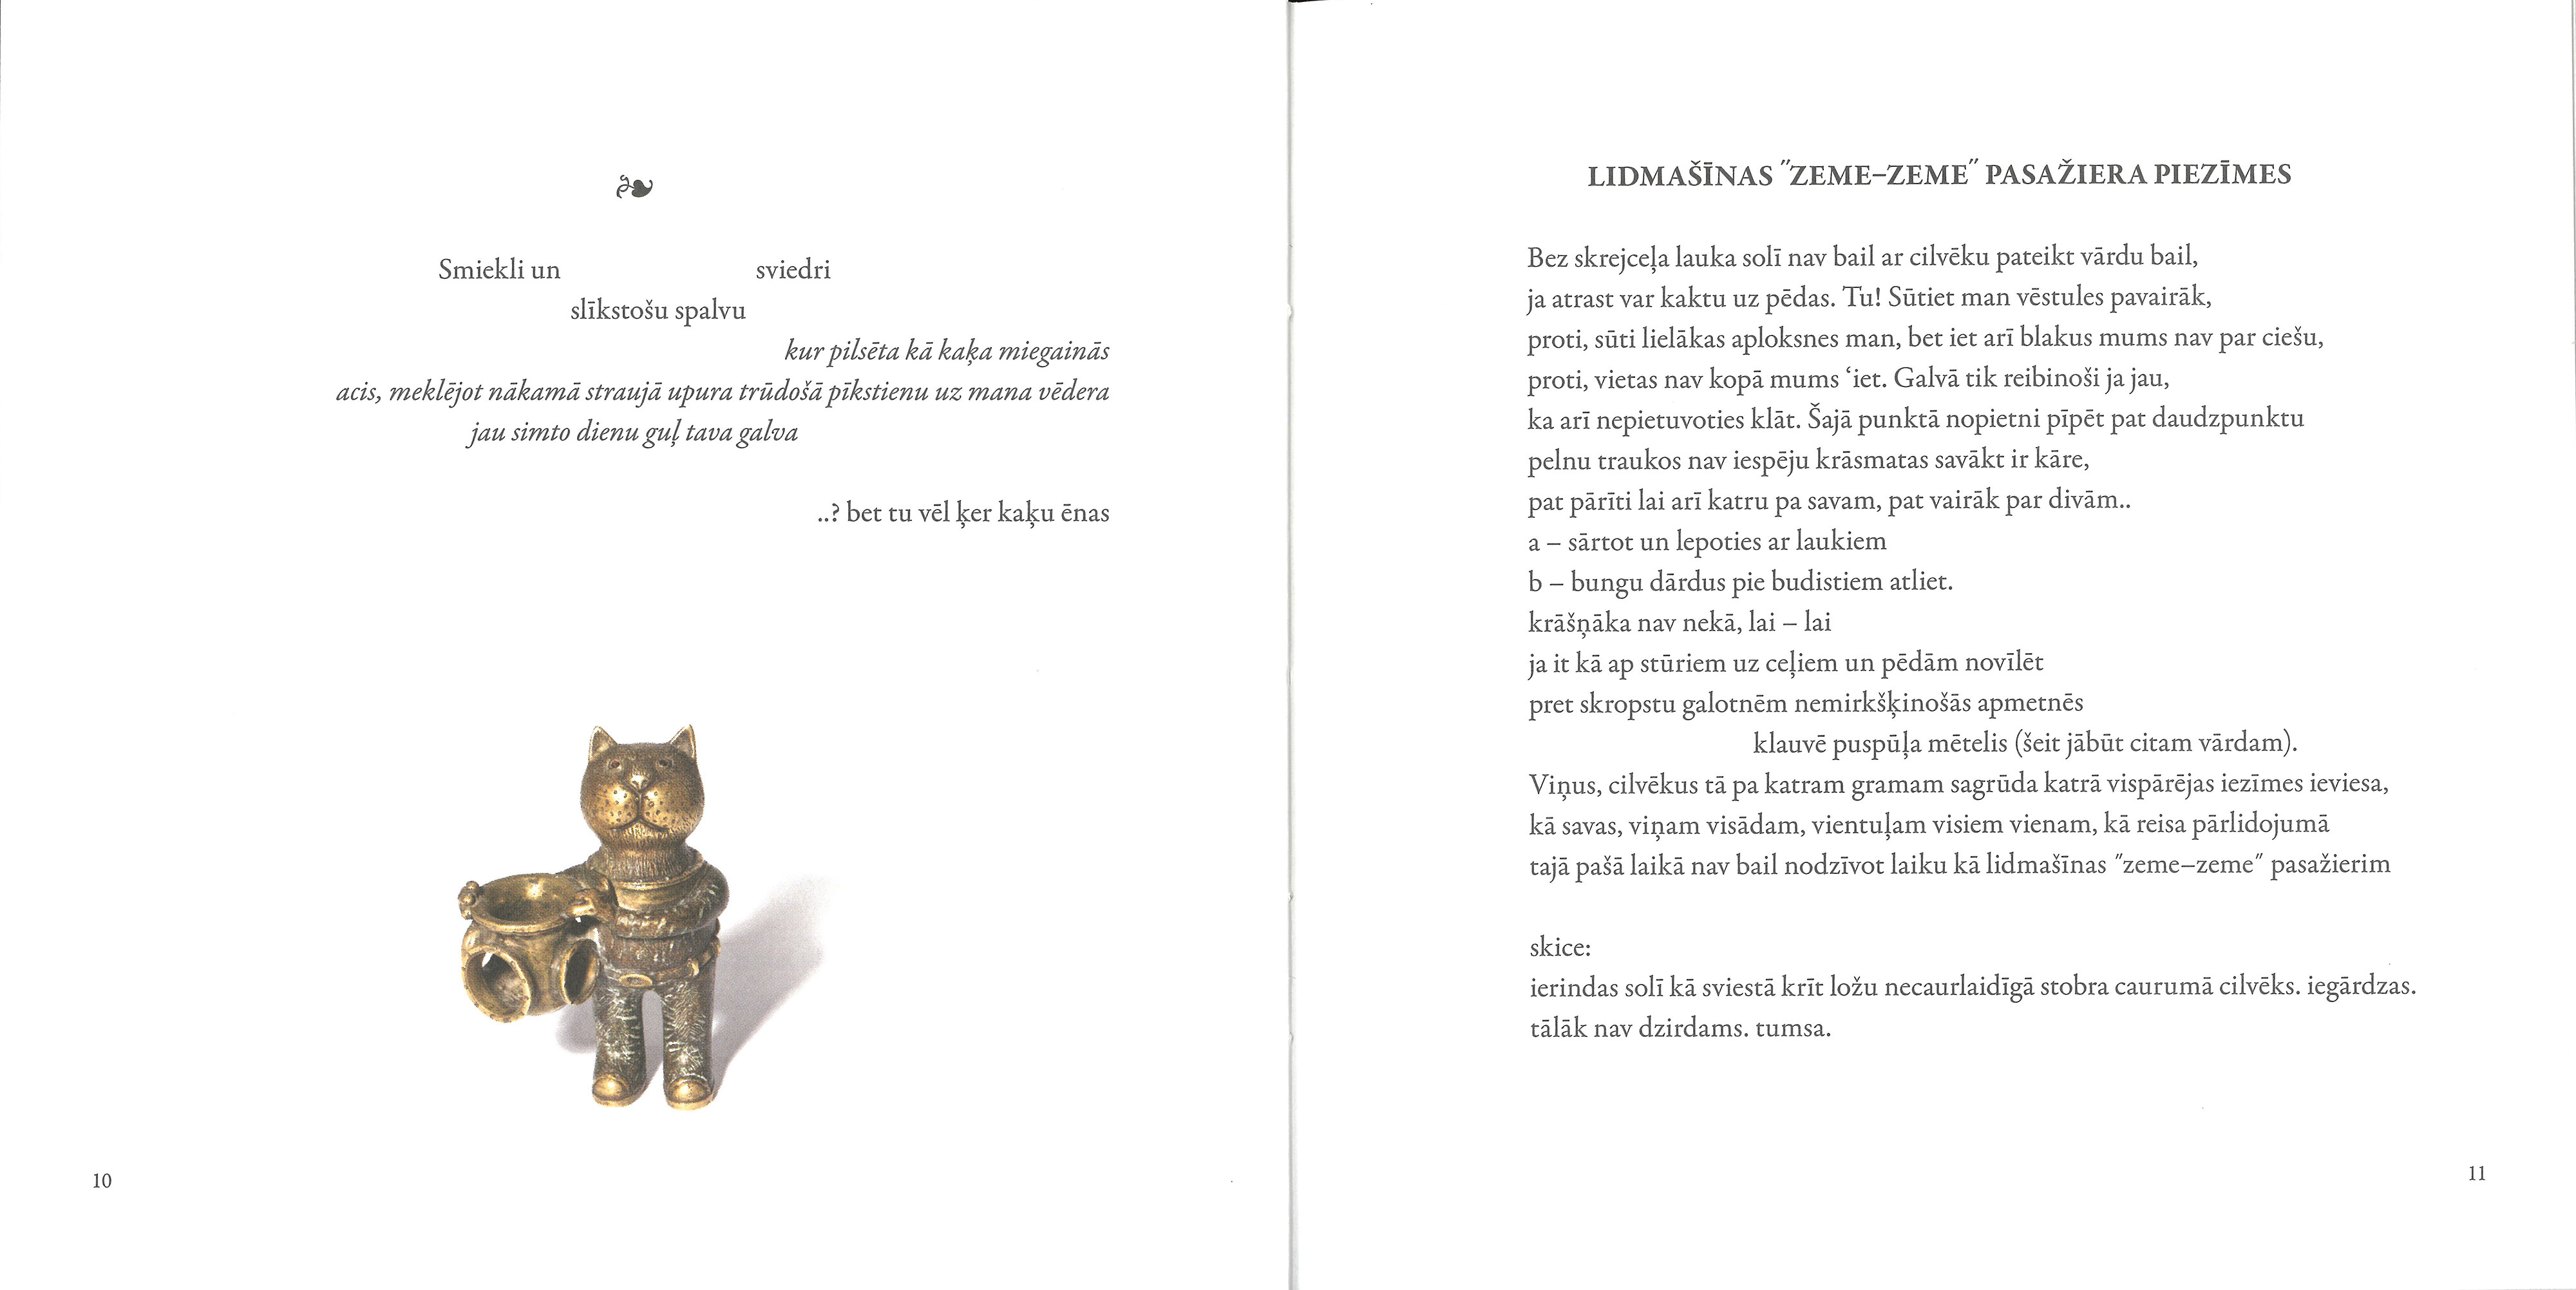 Smiekli un sviedri
slīkstošu spalvu
kur pilsēta kā kaķa miegainās
acis, meklējot nākamā straujā upura trūdošā pīkstienu uz mana vēdera
jau simto dienu guļ tava galva
..? bet tu vēl ķer kaķu ēnas
10
LIDMAŠĪNAS "ZEME–ZEME" PASAŽIERA PIEZĪMES
Bez skrejceļa lauka solī nav bail ar cilvēku pateikt vārdu bail,
ja atrast var kaktu uz pēdas. Tu! Sūtiet man vēstules pavairāk,
proti, sūti lielākas aploksnes man, bet iet arī blakus mums nav par ciešu,
proti, vietas nav kopā mums ‘iet. Galvā tik reibinoši ja jau,
ka arī nepietuvoties klāt. Šajā punktā nopietni pīpēt pat daudzpunktu
pelnu traukos nav iespēju krāsmatas savākt ir kāre,
pat pārīti lai arī katru pa savam, pat vairāk par divām..
a – sārtot un lepoties ar laukiem
b – bungu dārdus pie budistiem atliet.
krāšņāka nav nekā, lai – lai
ja it kā ap stūriem uz ceļiem un pēdām novīlēt
pret skropstu galotnēm nemirkšķinošās apmetnēs
klauvē puspūļa mētelis (šeit jābūt citam vārdam).
Viņus, cilvēkus tā pa katram gramam sagrūda katrā vispārējas iezīmes ieviesa,
kā savas, viņam visādam, vientuļam visiem vienam, kā reisa pārlidojumā
tajā pašā laikā nav bail nodzīvot laiku kā lidmašīnas "zeme–zeme" pasažierim
skice:
ierindas solī kā sviestā krīt ložu necaurlaidīgā stobra caurumā cilvēks. iegārdzas.
tālāk nav dzirdams. tumsa.
11